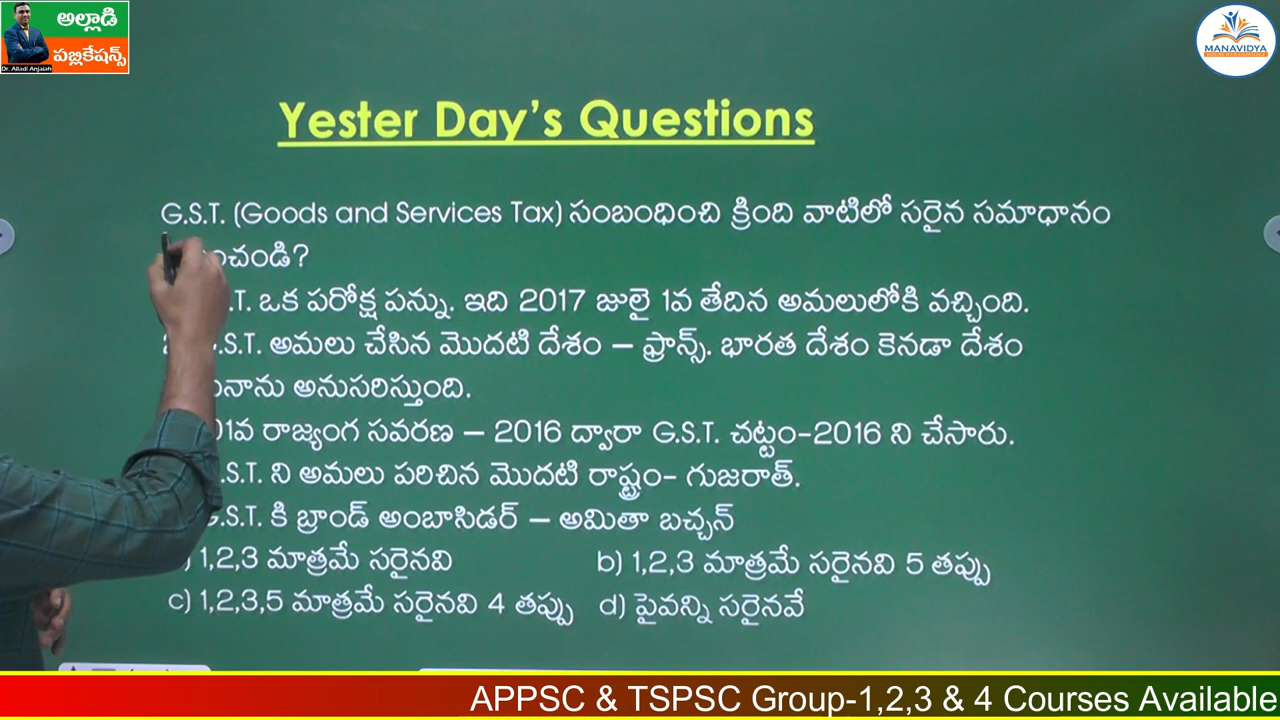 అల్లాడి
పబ్లికేషన్స్
Dr. Alladi Anjaiah
MANAVIDYA
Yester Day's Questions
G.S.T. (Goods and Services Tax) సంబంధించి క్రింది వాటిలో సరైన సమాధానం
ంచండి?
.T. ఒక పరోక్ష పన్ను. ఇది 2017 జులై 1వ తేదిన అమలులోకి వచ్చింది.
.S.T. అమలు చేసిన మొదటి దేశం – ఫ్రాన్స్. భారత దేశం కెనడా దేశం
నాను అనుసరిస్తుంది.
01వ రాజ్యంగ సవరణ – 2016 ద్వారా G.S.T. చట్టం-2016 ని చేసారు.
.S.T. ని అమలు పరిచిన మొదటి రాష్ట్రం- గుజరాత్.
.S.T. కి బ్రాండ్ అంబాసిడర్ – అమితా బచ్చన్
) 1,2,3 మాత్రమే సరైనవి b) 1,2,3 మాత్రమే సరైనవి 5 తప్పు
c) 1,2,3,5 మాత్రమే సరైనవి 4 తప్పు d) పైవన్ని సరైనవే
APPSC & TSPSC Group-1,2,3 & 4 Courses Available